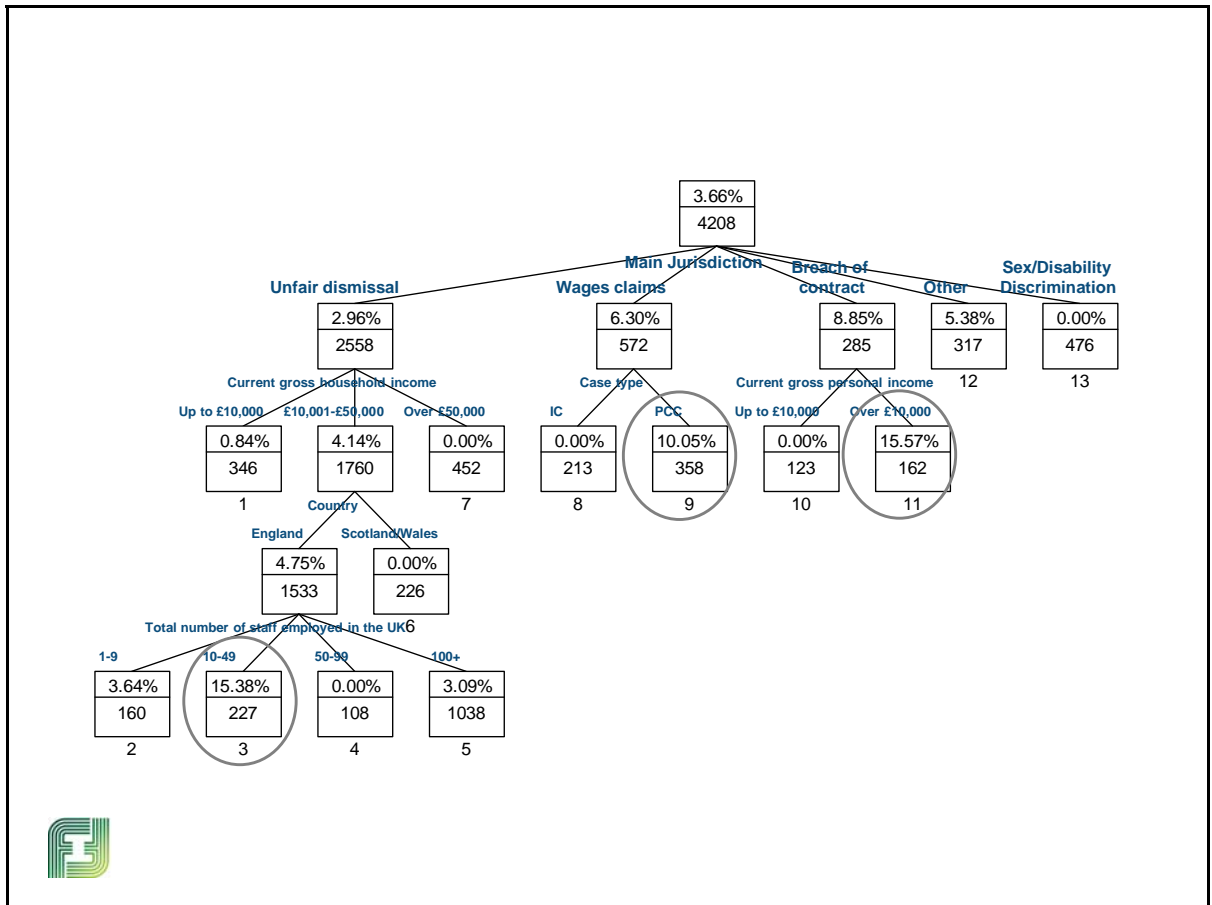 3.66%
4208
Main Jurisdiction
Unfair dismissal
Wages claims
Breach of
contract
Other
Sex/Disability
Discrimination
2.96%
2558
6.30%
572
8.85%
285
5.38%
317
12
0.00%
476
13
Current gross household income
Case type
Current gross personal income
Up to £10,000
£10,001-£50,000
Over £50,000
IC
PCC
Up to £10,000
Over £10,000
0.84%
346
1
4.14%
1760
0.00%
452
7
0.00%
213
8
10.05%
358
9
0.00%
123
10
15.57%
162
11
Country
England
Scotland/Wales
4.75%
1533
0.00%
226
6
Total number of staff employed in the UK
1-9
10-49
50-99
100+
3.64%
160
2
15.38%
227
3
0.00%
108
4
3.09%
1038
5